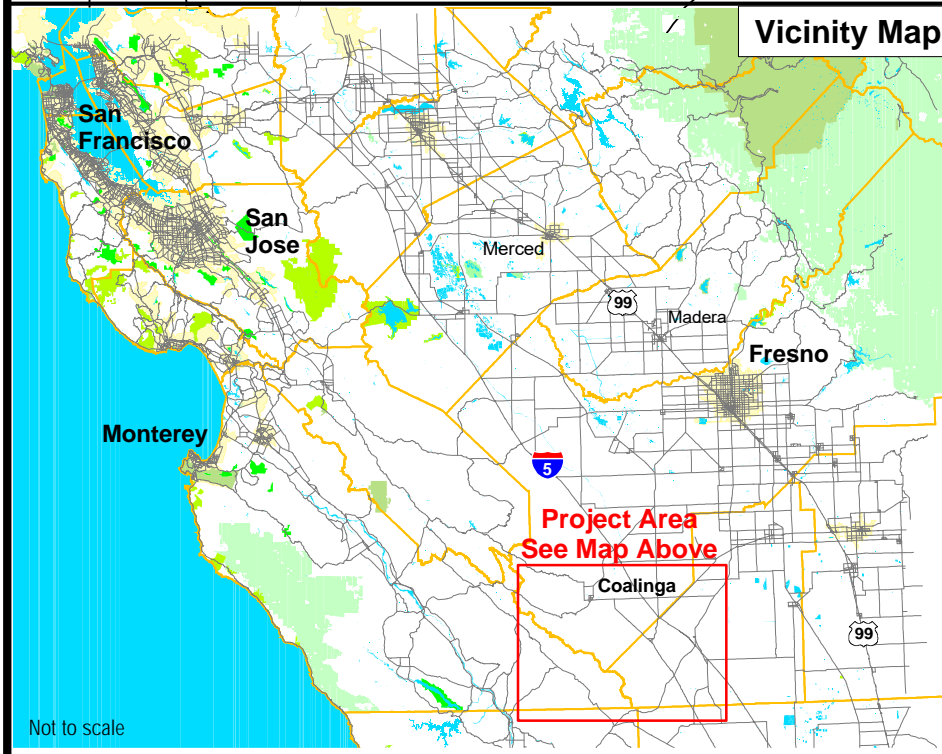 Vicinity Map
San
Francisco
San
Jose
Merced
99
Madera
Fresno
Monterey
5
Project Area
See Map Above
Coalinga
99
Not to scale